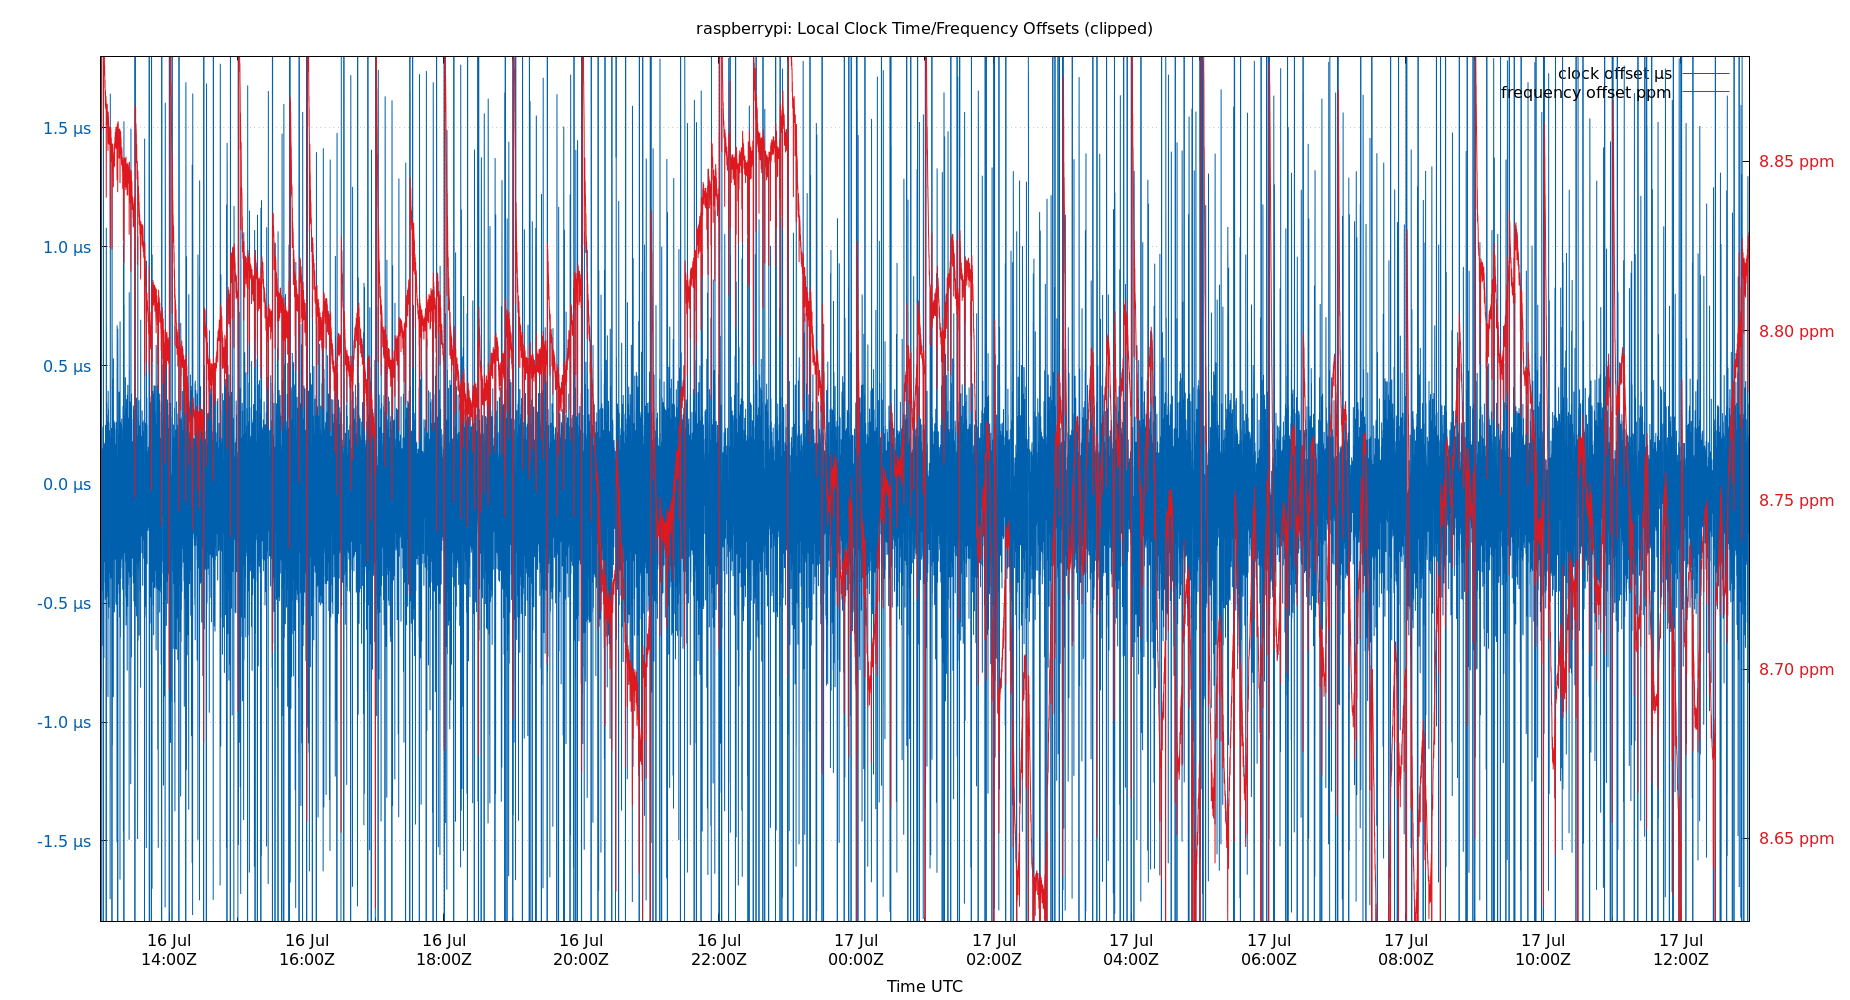 raspberrypi: Local Clock Time/Frequency Offsets (clipped)
clock offset µs
frequency offset ppm
1.5 µs
1.0 µs
0.5 µs
0.0 µs
-0.5 µs
-1.0 µs
-1.5 µs
8.85 ppm
8.80 ppm
8.75 ppm
8.70 ppm
8.65 ppm
16 Jul 16 Jul 16 Jul 16 Jul 16 Jul 17 Jul 17 Jul 17 Jul 17 Jul 17 Jul 17 Jul 17 Jul
14:00Z 16:00Z 18:00Z 20:00Z 22:00Z 00:00Z 02:00Z 04:00Z 06:00Z 08:00Z 10:00Z 12:00Z
Time UTC